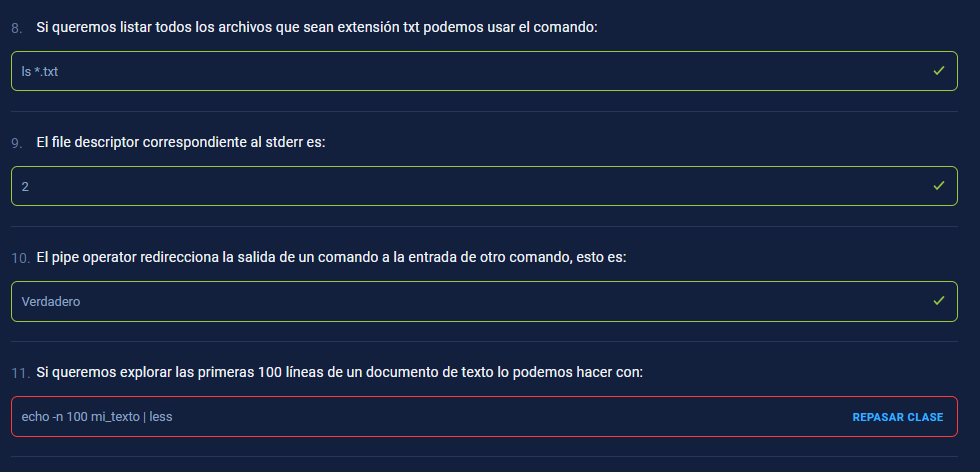 8. Si queremos listar todos los archivos que sean extensión txt podemos usar el comando:
ls *.txt
9. El file descriptor correspondiente al stderr es:
2
10. El pipe operator redirecciona la salida de un comando a la entrada de otro comando, esto es:
Verdadero
11. Si queremos explorar las primeras 100 líneas de un documento de texto lo podemos hacer con:
echo -n 100 mi_texto | less REPASAR CLASE